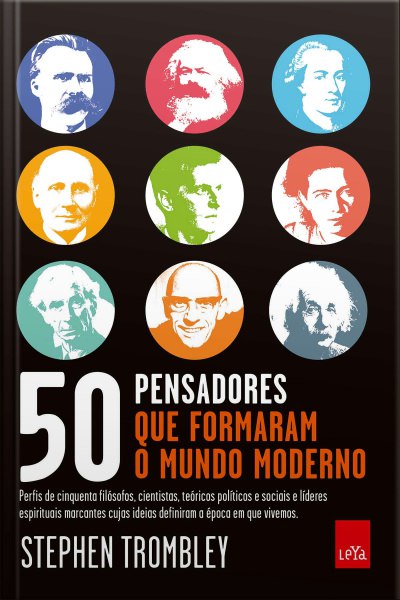 50
PENSADORES
QUE FORMARAM
O MUNDO MODERNO
Perfis de cinquenta filósofos, cientistas, teóricos políticos e sociais e líderes
espirituais marcantes cujas ideias definiram a época em que vivemos.
STEPHEN TROMBLEY
LeYa